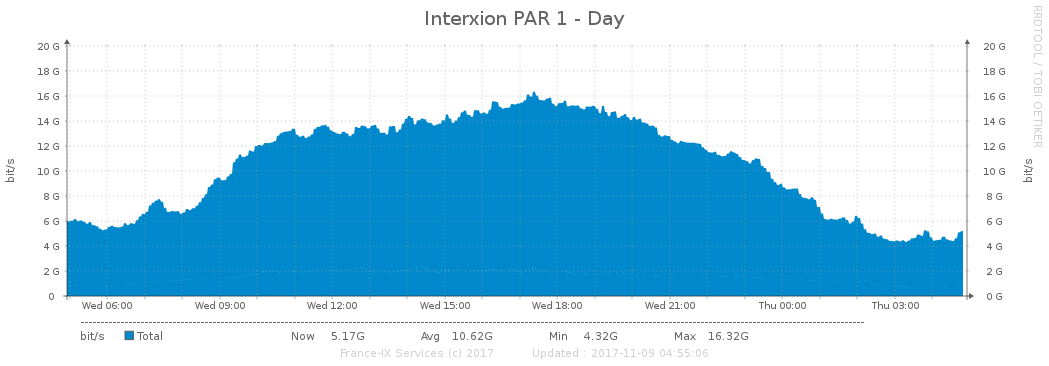 Interxion PAR 1 - Day
RRDTOOL / TOBI OETIKER
bit/s
20 G 20 G
18 G 18 G
16 G 16 G
14 G 14 G
12 G 12 G
10 G 10 G
8 G 8 G
6 G 6 G
4 G 4 G
2 G 2 G
0 0 G
bit/s
Wed 06:00 Wed 09:00 Wed 12:00 Wed 15:00 Wed 18:00 Wed 21:00 Thu 00:00 Thu 03:00
bit/s Total Now 5.17G Avg 10.62G Min 4.32G Max 16.32G
France-IX Services (c) 2017 Updated : 2017-11-09 04:55:06